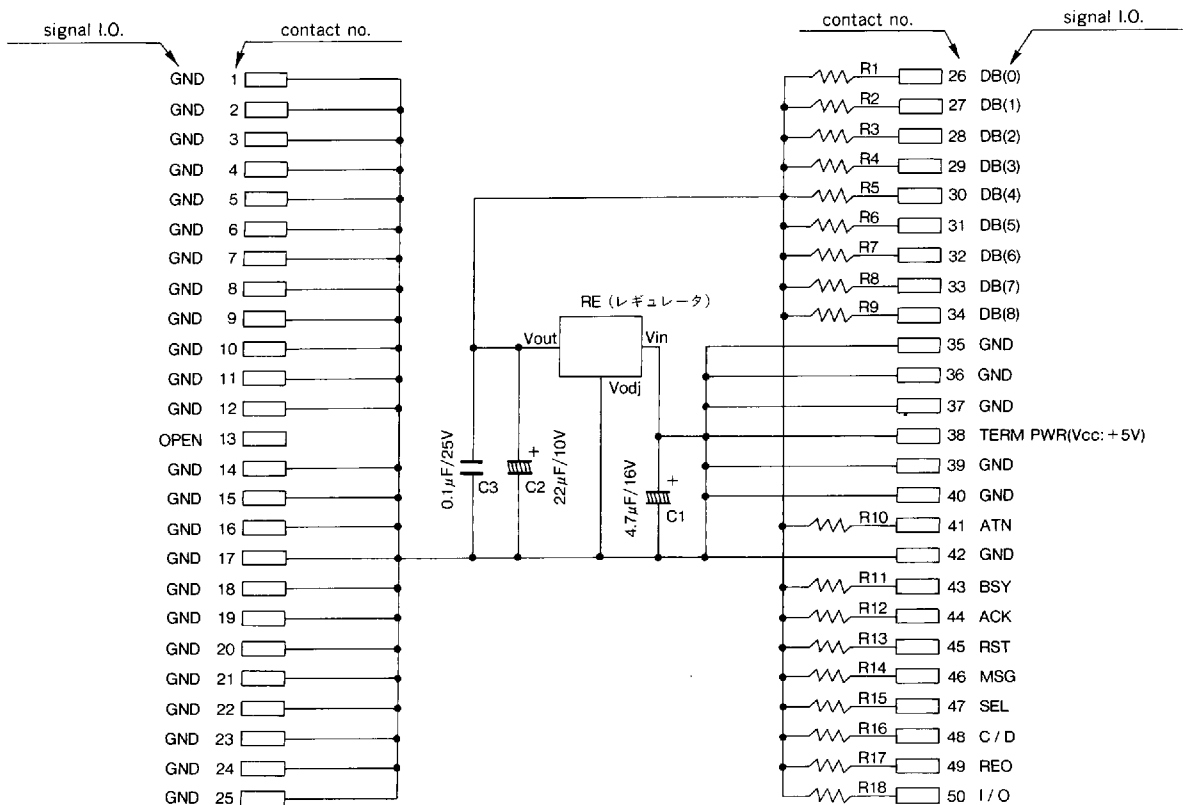 signal I.O.
contact no.
contact no.
signal I.O.
GND 1
GND 2
GND 3
GND 4
GND 5
GND 6
GND 7
GND 8
GND 9
GND 10
GND 11
GND 12
OPEN 13
GND 14
GND 15
GND 16
GND 17
GND 18
GND 19
GND 20
GND 21
GND 22
GND 23
GND 24
GND 25
RE (レギュレータ)
Vout
Vin
Vodj
0.1μF/25V
C3
+
C2
22μF/10V
4.7μF/16V
+
C1
R1 26 DB(0)
R2 27 DB(1)
R3 28 DB(2)
R4 29 DB(3)
R5 30 DB(4)
R6 31 DB(5)
R7 32 DB(6)
R8 33 DB(7)
R9 34 DB(8)
35 GND
36 GND
37 GND
38 TERM PWR(Vcc:+5V)
39 GND
40 GND
R10 41 ATN
42 GND
R11 43 BSY
R12 44 ACK
R13 45 RST
R14 46 MSG
R15 47 SEL
R16 48 C / D
R17 49 REO
R18 50 I / O